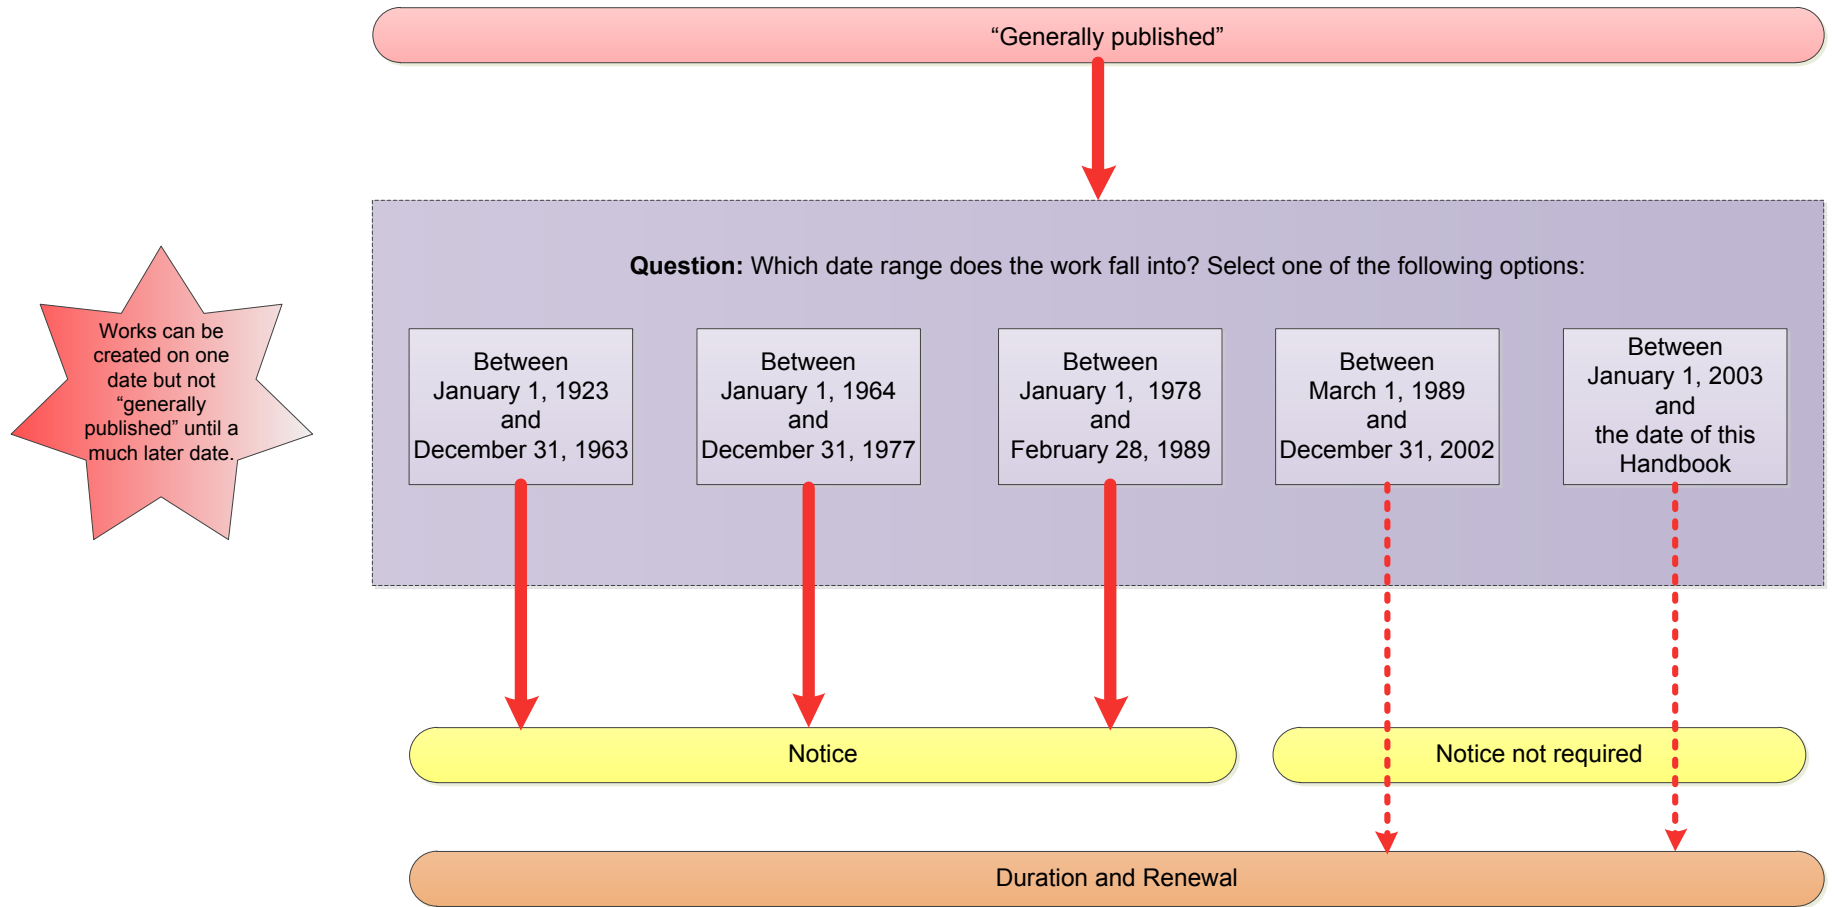 “Generally published”
Question: Which date range does the work fall into? Select one of the following options:
Works can be
created on one
date but not
“generally
published” until a
much later date.
Between
January 1, 1923
and
December 31, 1963
Between
January 1, 1964
and
December 31, 1977
Between
January 1, 1978
and
February 28, 1989
Between
March 1, 1989
and
December 31, 2002
Between
January 1, 2003
and
the date of this
Handbook
Notice
Notice not required
Duration and Renewal